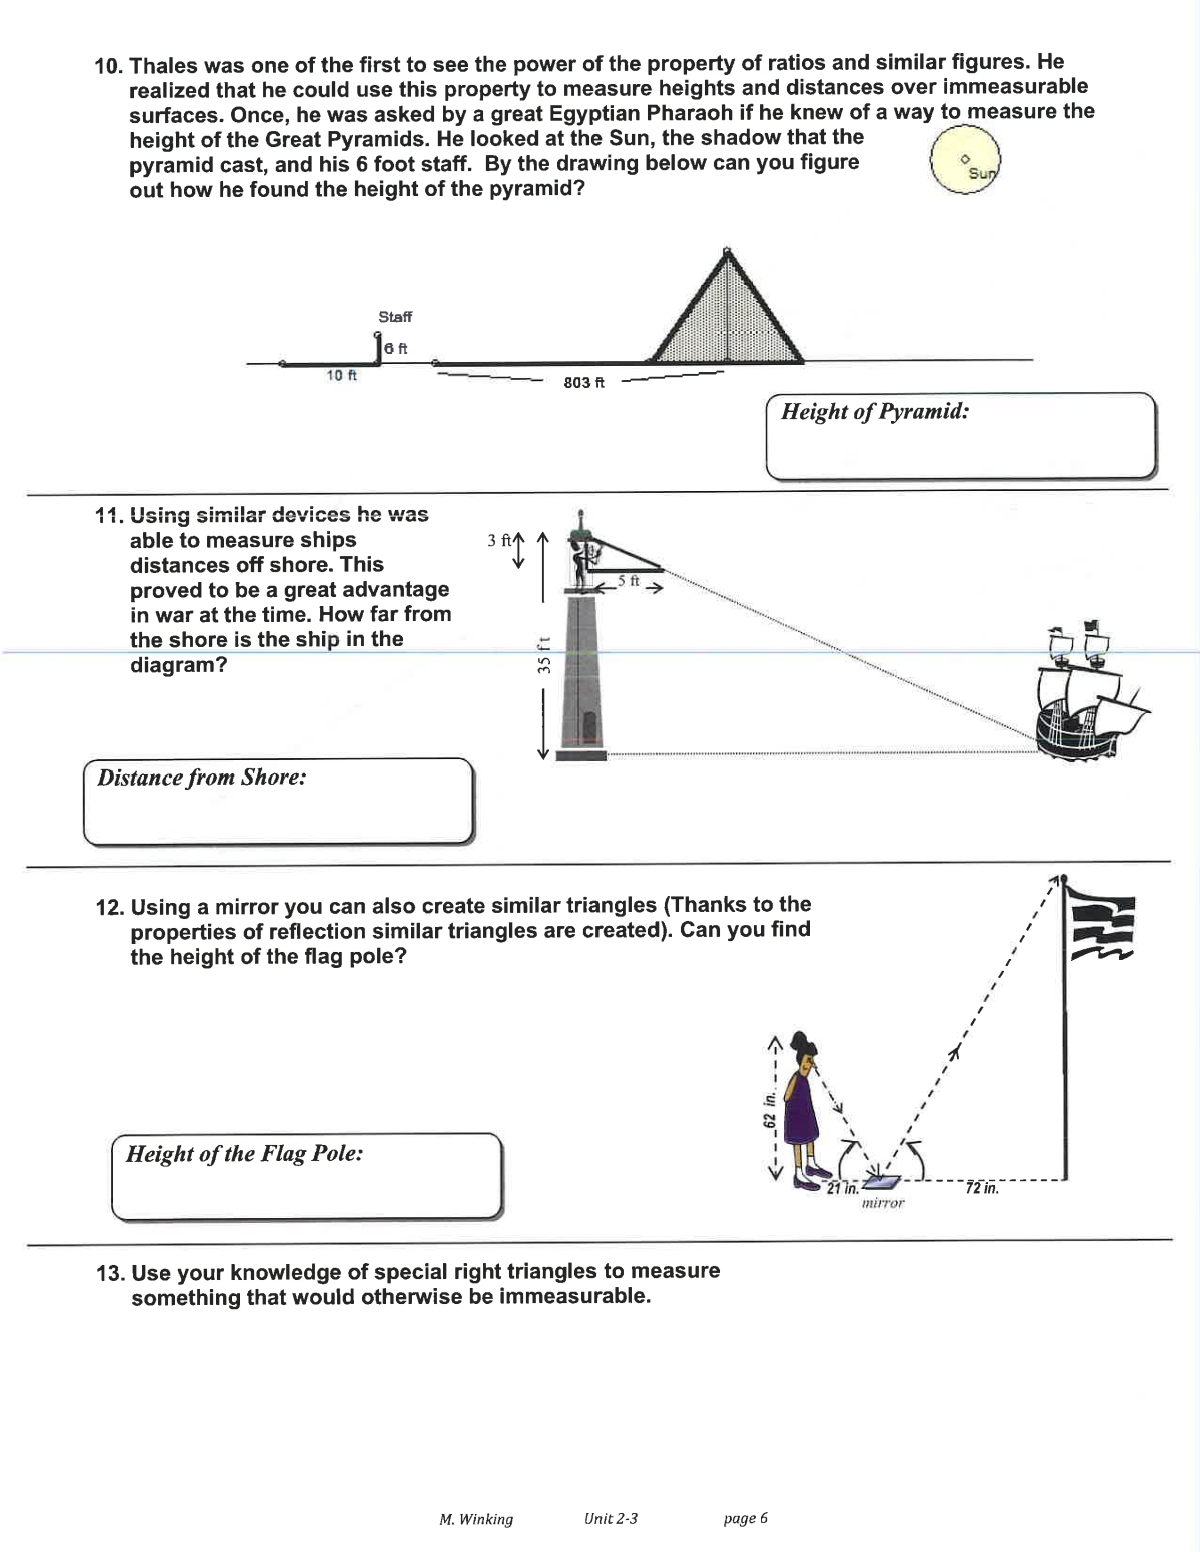 10. Thales was one of the first to see the power of the property of ratios and similar figures. He
realized that he could use this property to measure heights and distances over immeasurable
surfaces. Once, he was asked by a great Egyptian Pharaoh if he knew of a way to measure the
height of the Great Pyramids. He looked at the Sun, the shadow that the
pyramid cast, and his 6 foot staff. By the drawing below can you figure
out how he found the height of the pyramid?
Sun
Staff
6 ft
10 ft
803 ft
Height of Pyramid:
11. Using similar devices he was
able to measure ships
distances off shore. This
proved to be a great advantage
in war at the time. How far from
the shore is the ship in the
diagram?
3 ft
5 ft
35 ft
Distance from Shore:
12. Using a mirror you can also create similar triangles (Thanks to the
properties of reflection similar triangles are created). Can you find
the height of the flag pole?
62 in.
21 in.
72 in.
mirror
Height of the Flag Pole:
13. Use your knowledge of special right triangles to measure
something that would otherwise be immeasurable.
M. Winking Unit 2-3 page 6